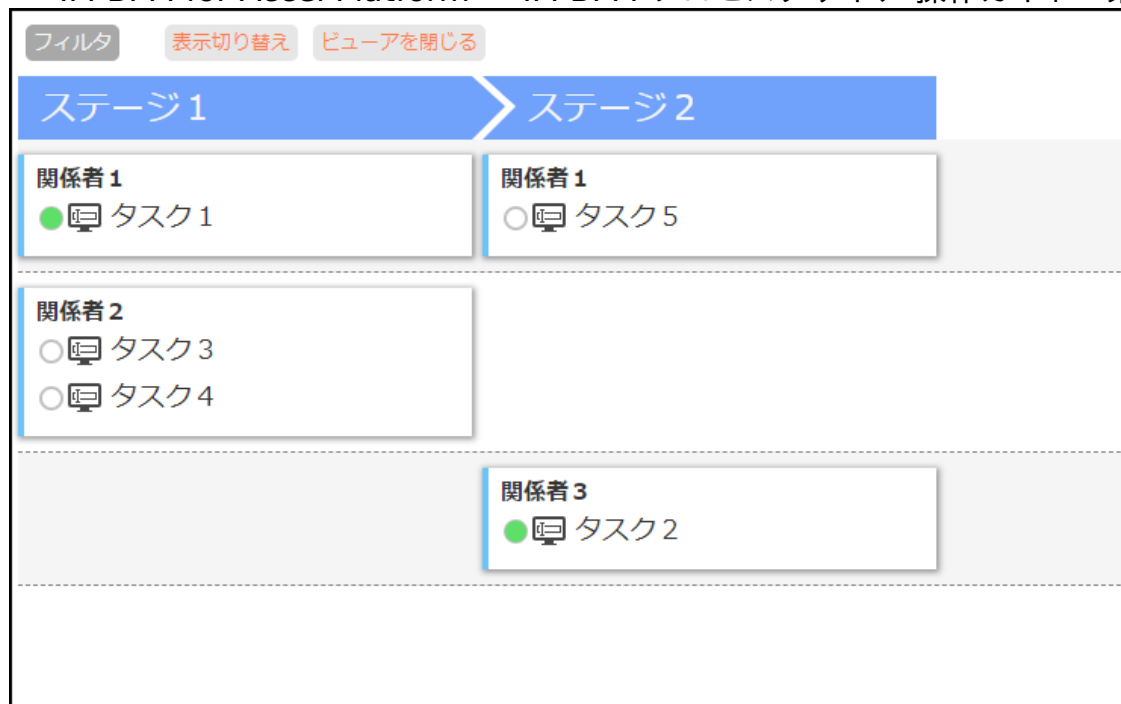 フィルタ 表示切り替え ビューアを閉じる
ステージ1 ステージ2
関係者1 関係者1
タスク1 タスク5
関係者2
タスク3
タスク4
関係者3
タスク2